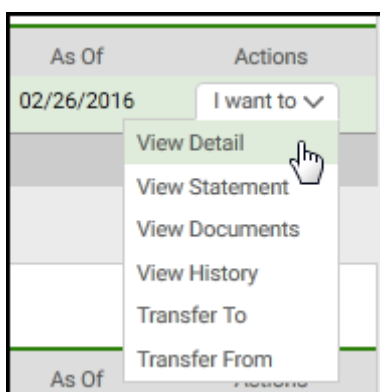 As Of Actions
02/26/2016 I want to
View Detail
View Statement
View Documents
View History
Transfer To
Transfer From
As Of Actions